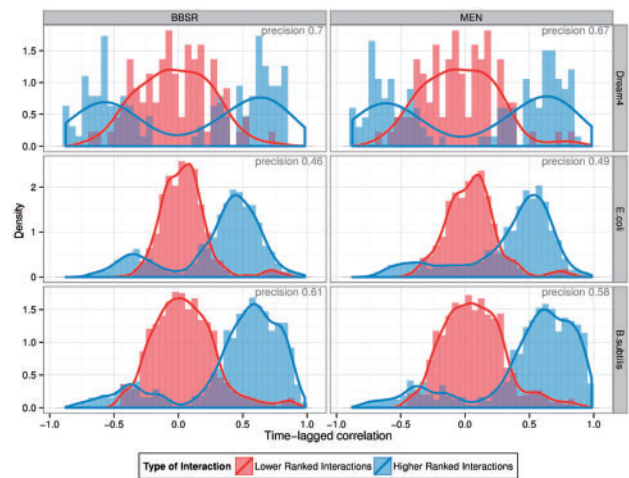 BBSR MEN
precision 0.7 precision 0.67
Dream4
1.5
1.0
0.5
0.0
precision 0.46 precision 0.49
E.coli
2
1
0
Density
precision 0.61 precision 0.58
B.subtilis
1.5
1.0
0.5
0.0
−1.0 −0.5 0.0 0.5 1.0 −1.0 −0.5 0.0 0.5 1.0
Time−lagged correlation
Type of Interaction Lower Ranked Interactions Higher Ranked Interactions